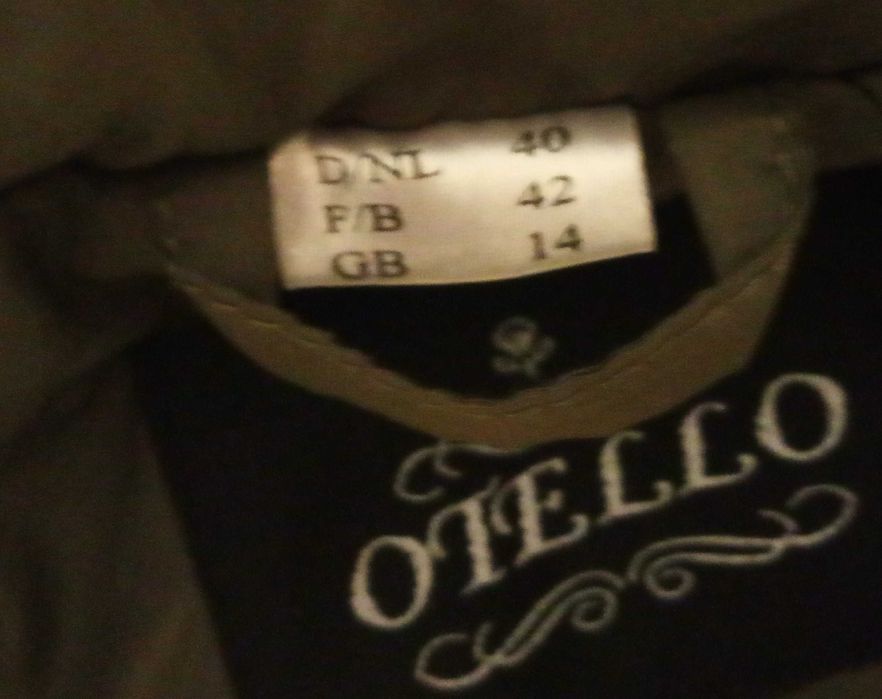 D/NL 40
F/B 42
GB 14
OTELLO